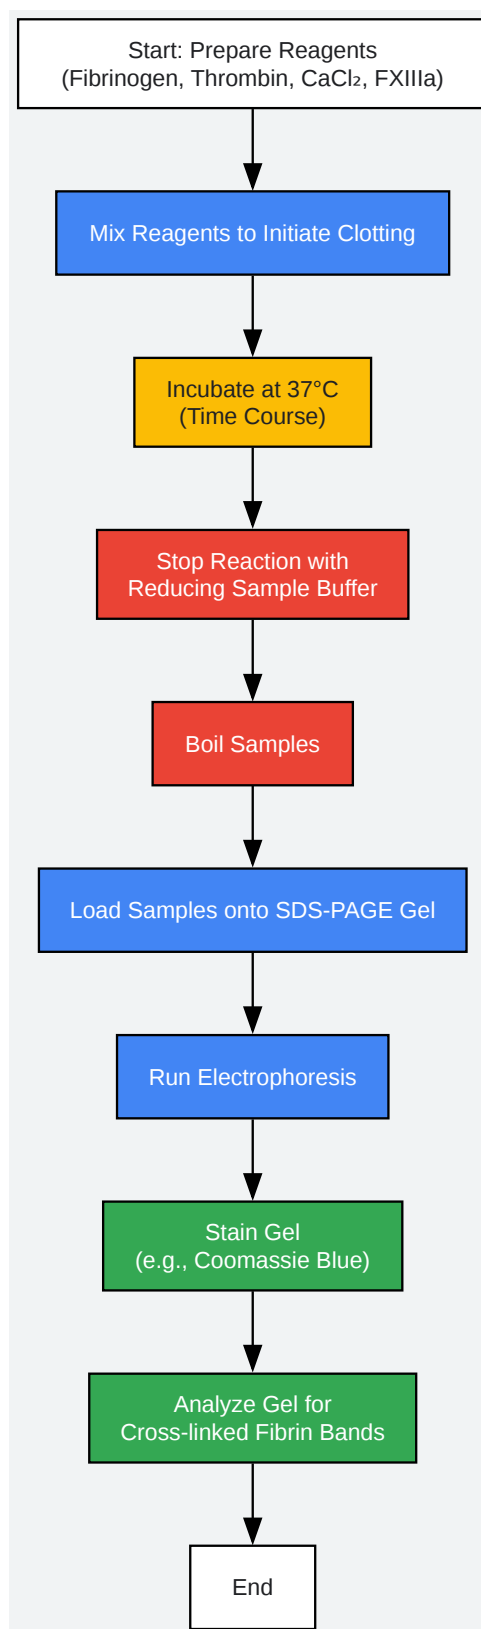 Start: Prepare Reagents
(Fibrinogen, Thrombin, CaCl₂, FXIIIa)
Mix Reagents to Initiate Clotting
Incubate at 37°C
(Time Course)
Stop Reaction with
Reducing Sample Buffer
Boil Samples
Load Samples onto SDS-PAGE Gel
Run Electrophoresis
Stain Gel
(e.g., Coomassie Blue)
Analyze Gel for
Cross-linked Fibrin Bands
End